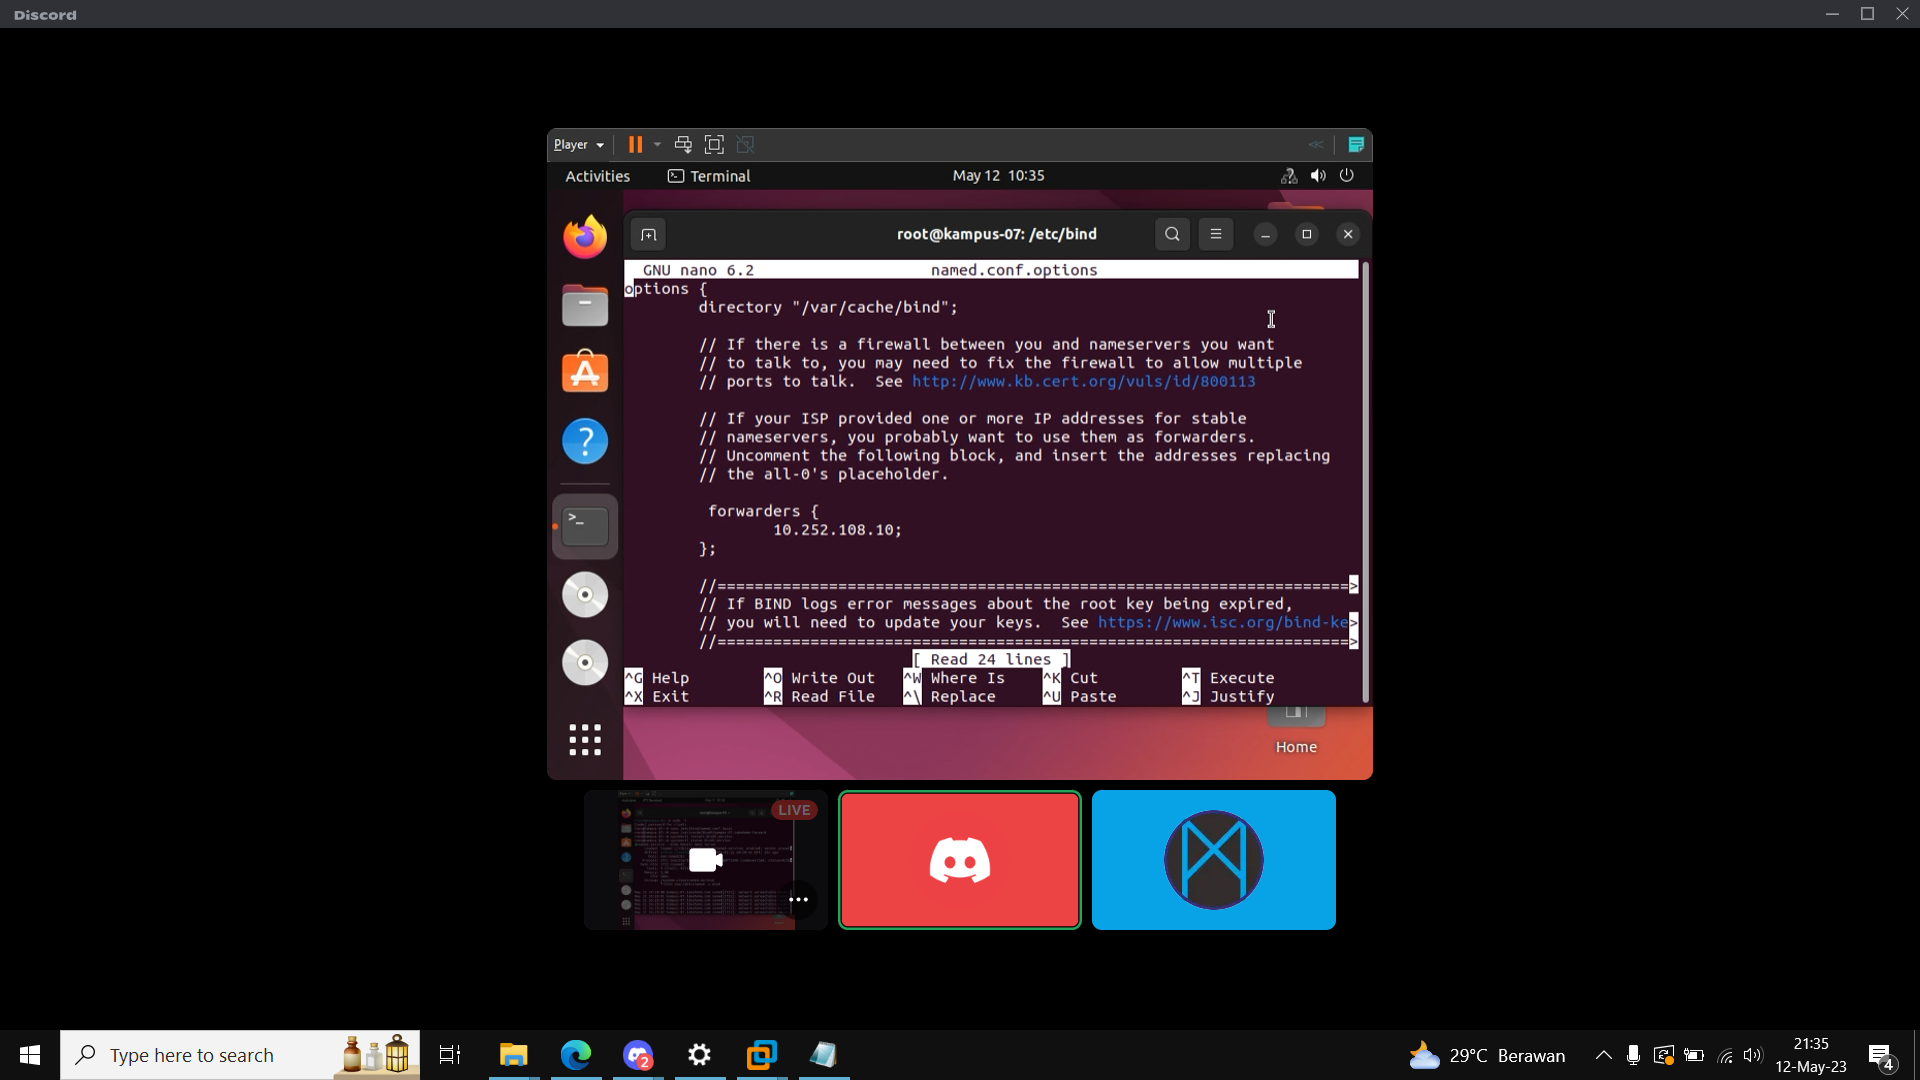 Discord
Player
Activities
Terminal
May 12 10:35
root@kampus-07: /etc/bind
GNU nano 6.2 named.conf.options
options {
directory "/var/cache/bind";
// If there is a firewall between you and nameservers you want
// to talk to, you may need to fix the firewall to allow multiple
// ports to talk. See http://www.kb.cert.org/vuls/id/800113
// If your ISP provided one or more IP addresses for stable
// nameservers, you probably want to use them as forwarders.
// Uncomment the following block, and insert the addresses replacing
// the all-0's placeholder.
forwarders {
10.252.108.10;
};
//====================================================================>
// If BIND logs error messages about the root key being expired,
// you will need to update your keys. See https://www.isc.org/bind-ke>
//====================================================================>
[ Read 24 lines ]
^G Help ^O Write Out ^W Where Is ^K Cut ^T Execute
^X Exit ^R Read File ^\ Replace ^U Paste ^J Justify
Home
LIVE
Type here to search
2
29°C Berawan
21:35
12-May-23
4